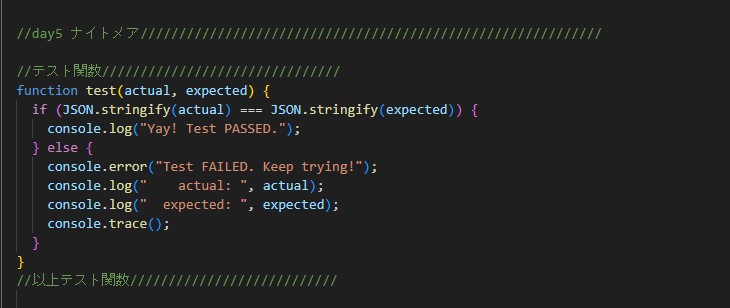 //day5 ナイトメア////////////////////////////////////////////////////////////
//テスト関数///////////////////////////////
function test(actual, expected) {
if (JSON.stringify(actual) === JSON.stringify(expected)) {
console.log("Yay! Test PASSED.");
} else {
console.error("Test FAILED. Keep trying!");
console.log("    actual: ", actual);
console.log("  expected: ", expected);
console.trace();
}
}
//以上テスト関数///////////////////////////